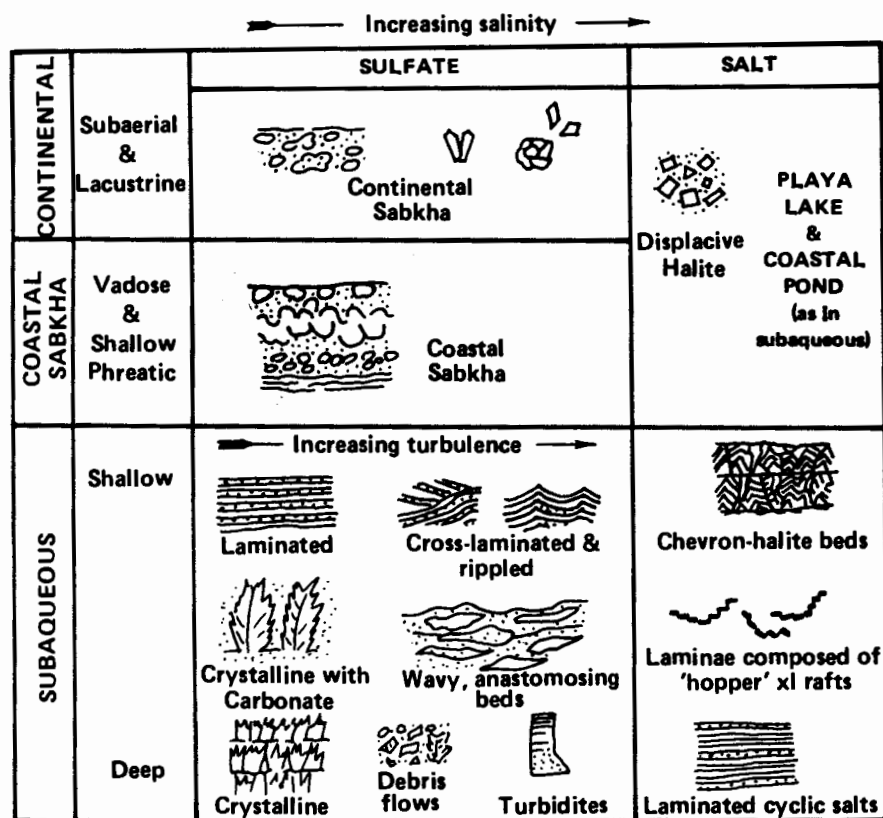 Increasing salinity
SULFATE
SALT
CONTINENTAL
Subaerial
&
Lacustrine
Continental
Sabkha
Displacive
Halite
PLAYA
LAKE
&
COASTAL
POND
(as in
subaqueous)
COASTAL
SABKHA
Vadose
&
Shallow
Phreatic
Coastal
Sabkha
SUBAQUEOUS
Shallow
Increasing turbulence
Laminated
Cross-laminated &
rippled
Chevron-halite beds
Crystalline with
Carbonate
Wavy, anastomosing
beds
Laminae composed of
'hopper' xl rafts
Deep
Crystalline
Debris
flows
Turbidites
Laminated cyclic salts